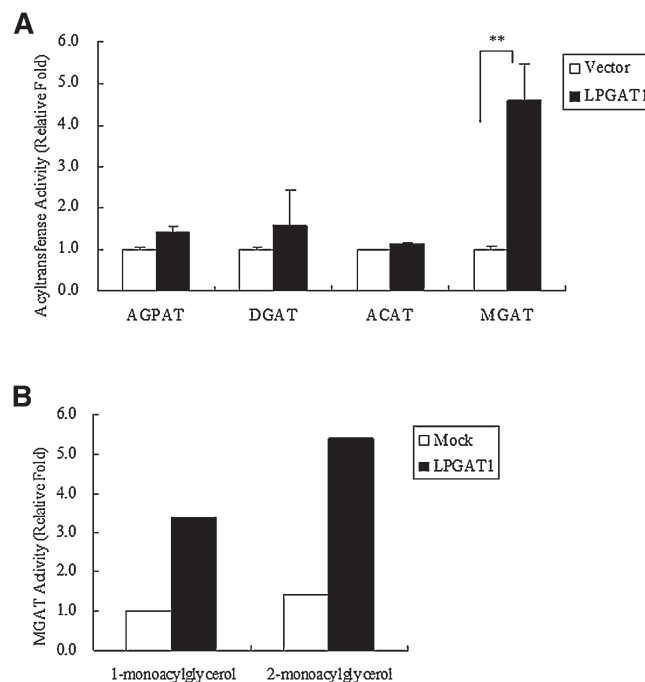 A
Acyltransferase Activity (Relative Fold)
6.0
5.0
4.0
3.0
2.0
1.0
0.0
**
Vector
LPGAT1
AGPAT DGAT ACAT MGAT
B
MGAT Activity (Relative Fold)
6.0
5.0
4.0
3.0
2.0
1.0
0.0
Mock
LPGAT1
1-monoacylglycerol 2-monoacylglycerol